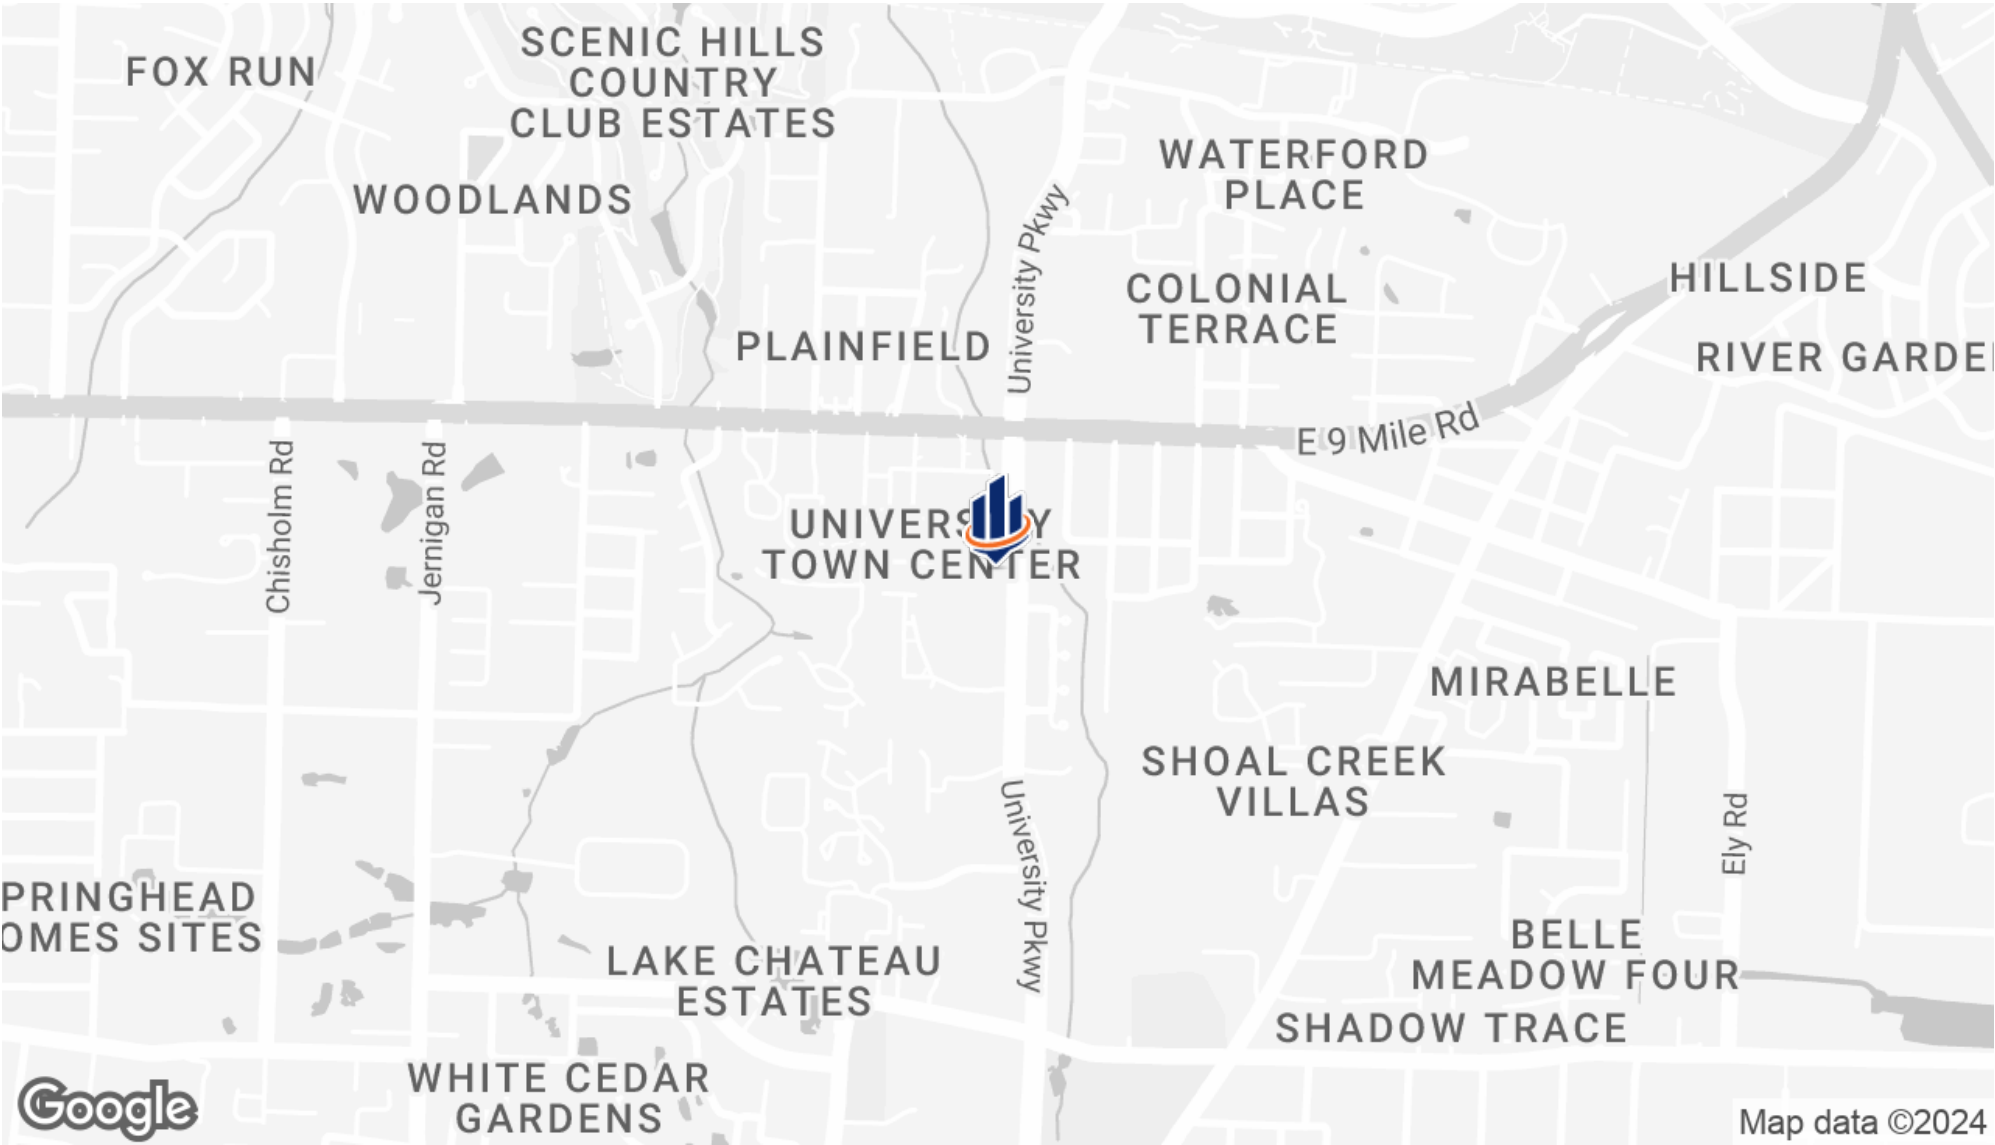 SCENIC HILLS
COUNTRY
CLUB ESTATES
FOX RUN
WOODLANDS
WATERFORD
PLACE
University Pkwy
COLONIAL
TERRACE
HILLSIDE
PLAINFIELD
RIVER GARDE
E 9 Mile Rd
Chisholm Rd
Jernigan Rd
UNIVERS Y
TOWN CENTER
MIRABELLE
SHOAL CREEK
VILLAS
University Pkwy
Ely Rd
PRINGHEAD
OMES SITES
LAKE CHATEAU
ESTATES
BELLE
MEADOW FOUR
SHADOW TRACE
WHITE CEDAR
GARDENS
Google
Map data ©2024